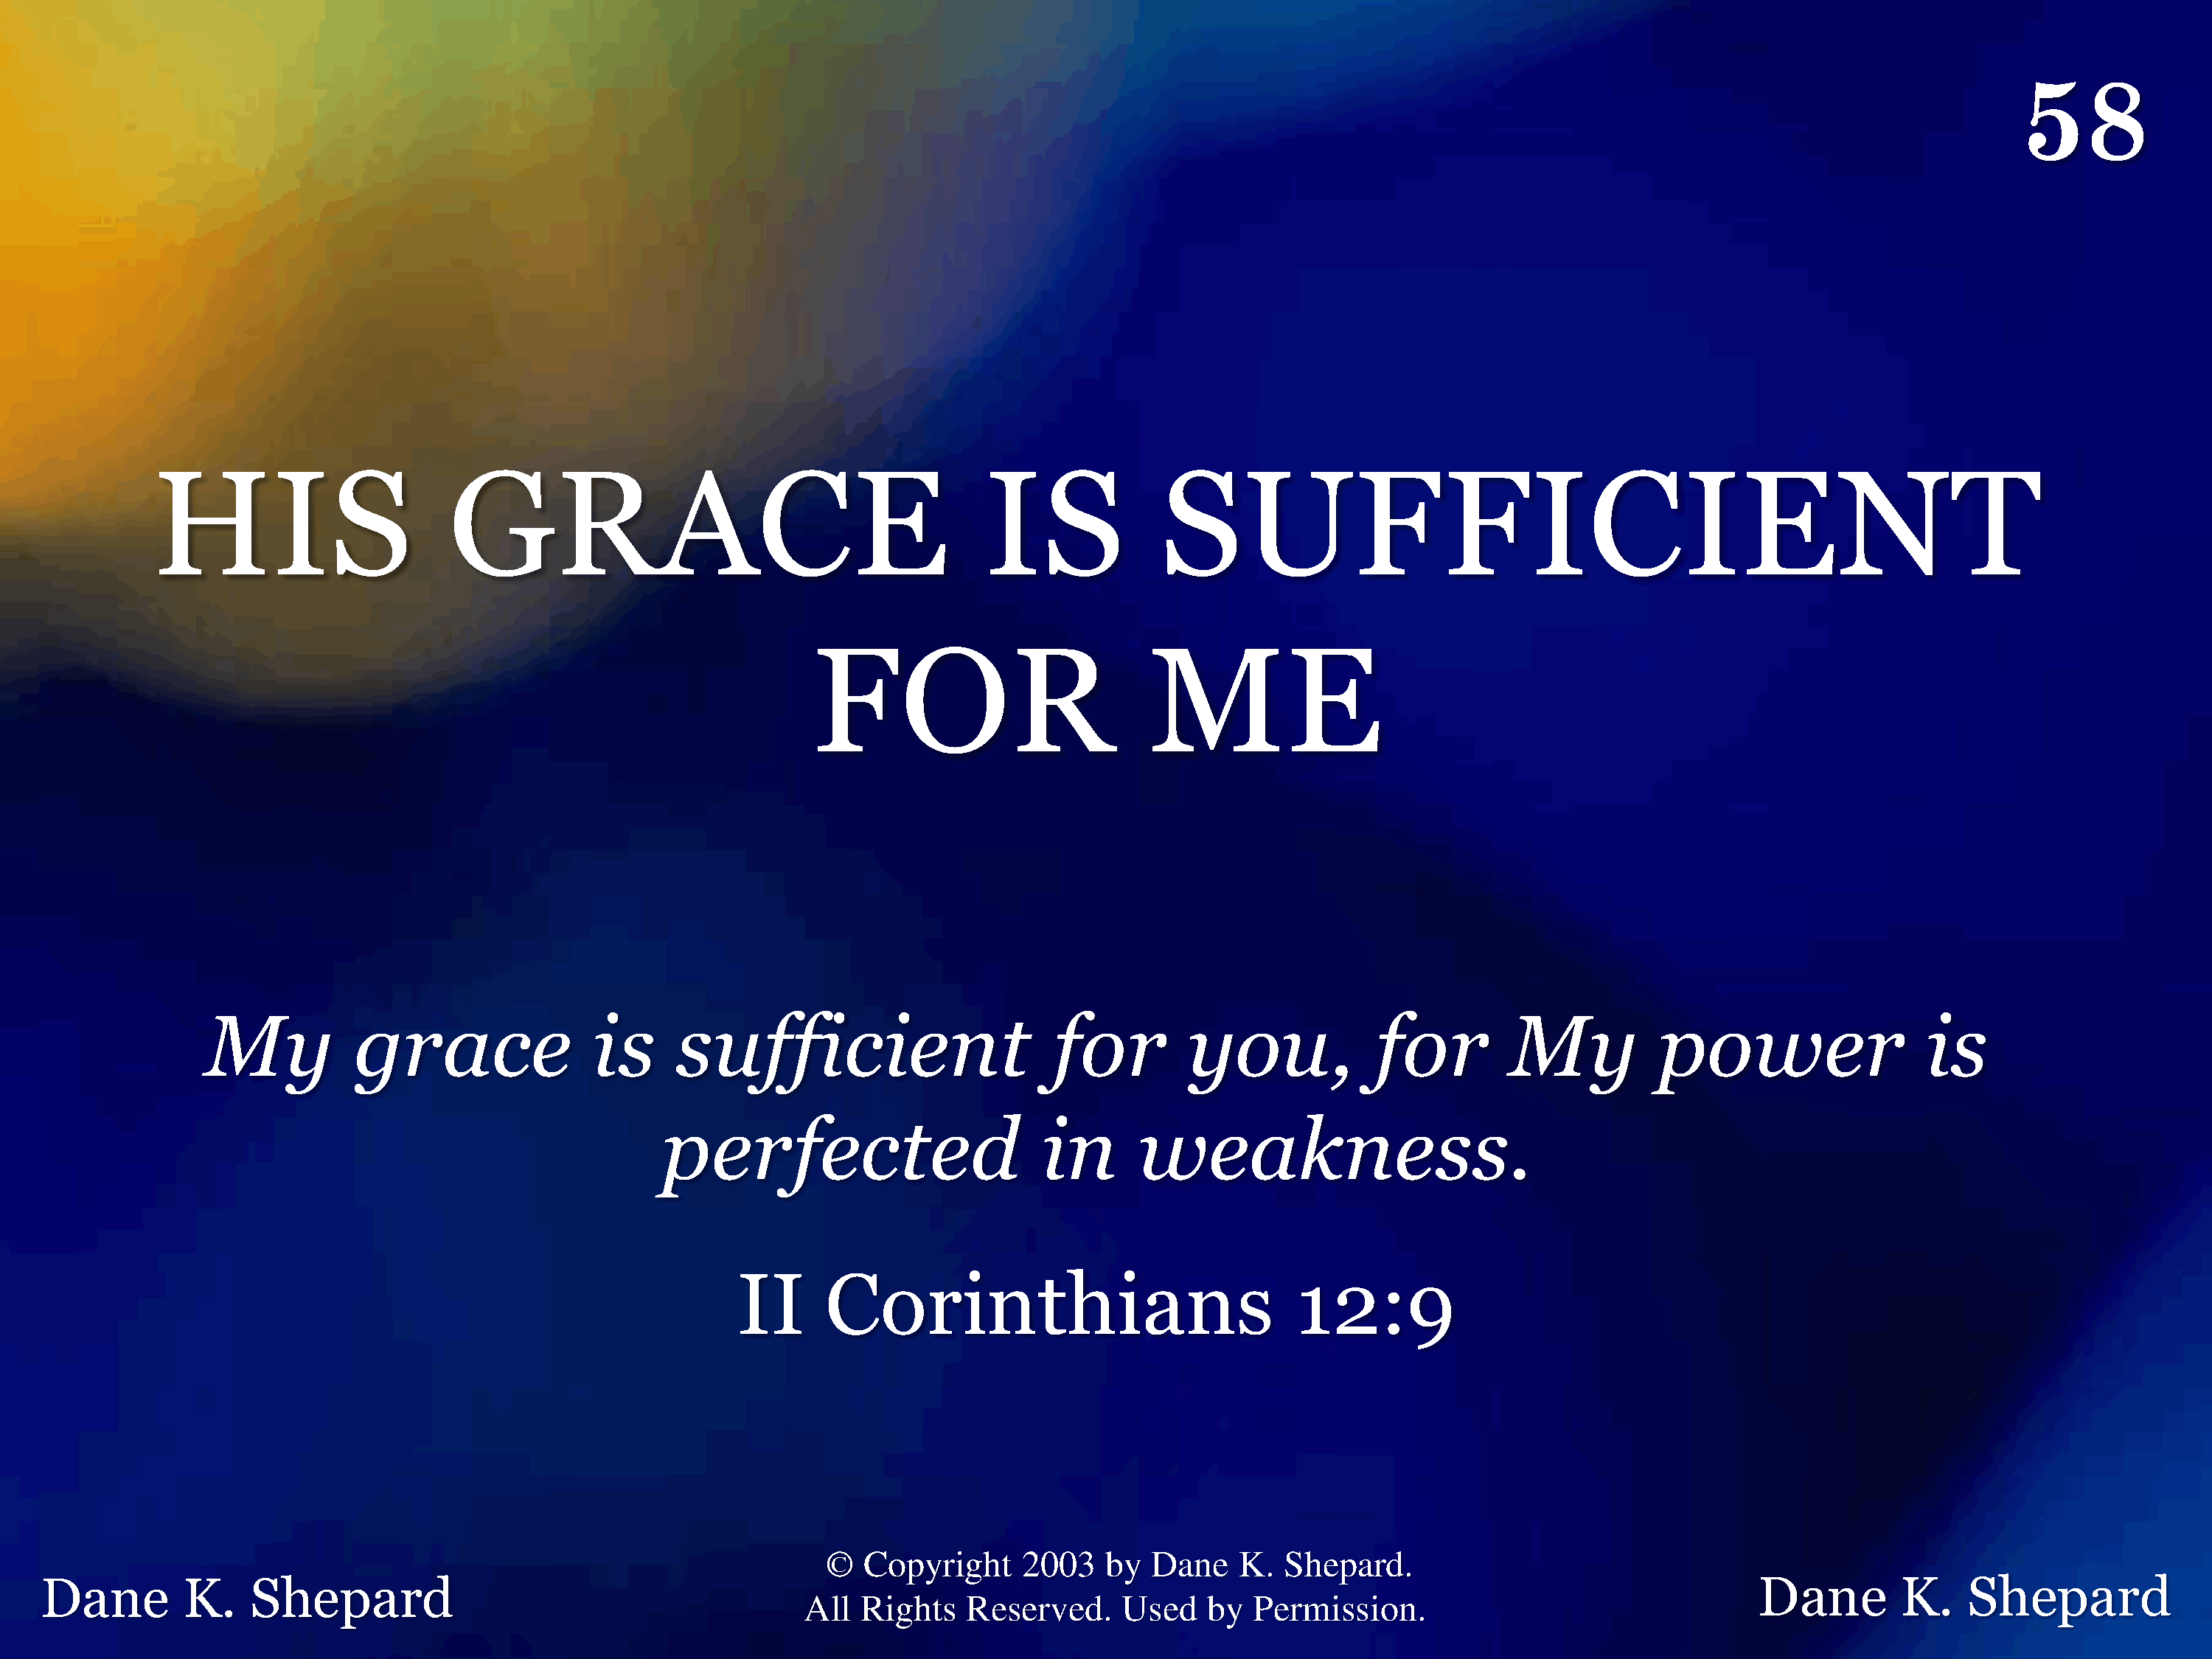 58
HIS GRACE IS SUFFICIENT
FOR ME
My grace is sufficient for you, for My power is
perfected in weakness.
II Corinthians 12:9
Dane K. Shepard
© Copyright 2003 by Dane K. Shepard.
All Rights Reserved. Used by Permission.
Dane K. Shepard